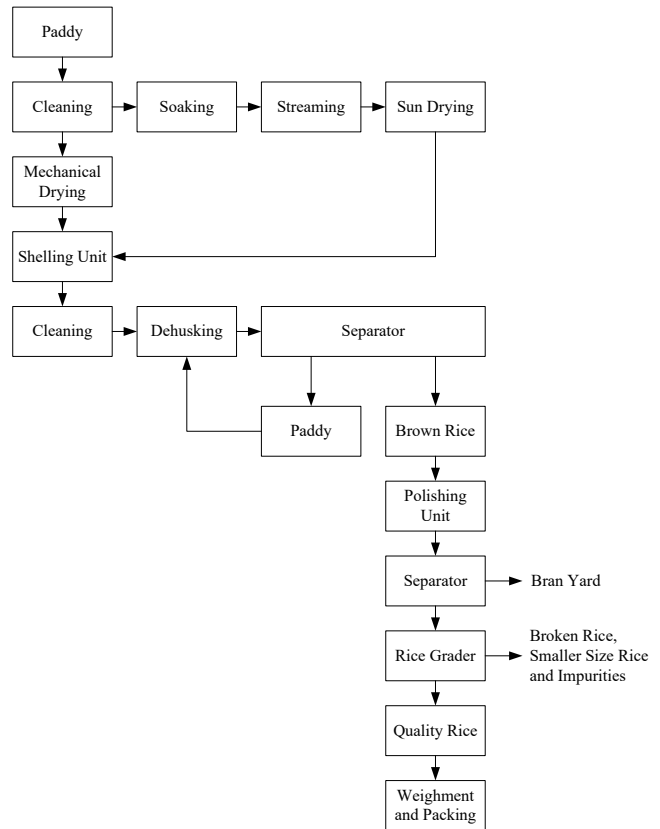 Paddy
Cleaning
Soaking
Streaming
Sun Drying
Mechanical
Drying
Shelling Unit
Cleaning
Dehusking
Separator
Paddy
Brown Rice
Polishing
Unit
Separator
Bran Yard
Rice Grader
Broken Rice,
Smaller Size Rice
and Impurities
Quality Rice
Weighment
and Packing